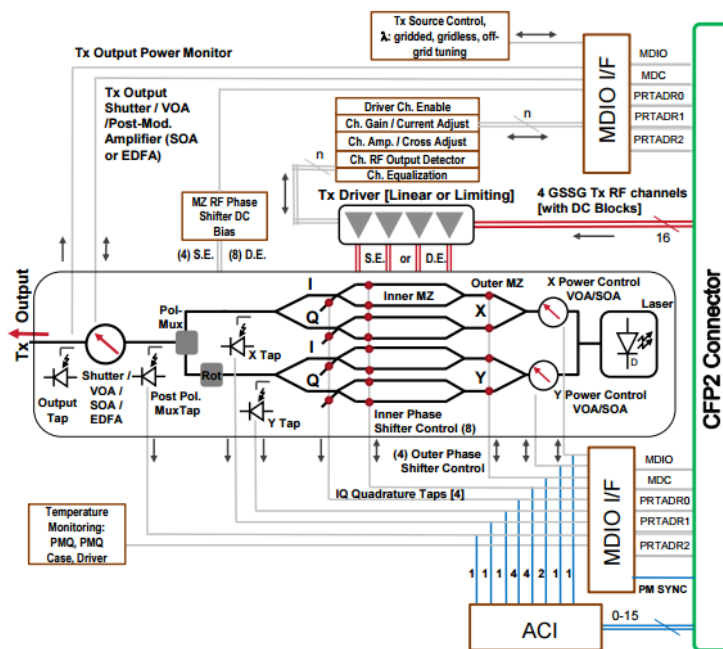 Tx Source Control,
λ: gridded, gridless, off-
grid tuning
Tx Output Power Monitor
Tx Output
Shutter / VOA
/Post-Mod.
Amplifier (SOA
or EDFA)
MDIO I/F
MDIO
MDC
PRTADR0
PRTADR1
PRTADR2
Driver Ch. Enable
Ch. Gain / Current Adjust
Ch. Amp. / Cross Adjust
Ch. RF Output Detector
Ch. Equalization
n
n
Tx Driver [Linear or Limiting]
4 GSSG Tx RF channels
[with DC Blocks]
16
MZ RF Phase
Shifter DC
Bias
(4) S.E.
(8) D.E.
S.E.
or
D.E.
CFP2 Connector
Tx Output
Pol-
Mux
I
Q
I
Q
Inner MZ
Outer MZ
X
Y
X Power Control
VOA/SOA
Laser
D
Rot
X Tap
Y Tap
Output
Tap
Shutter /
VOA /
SOA /
EDFA
Post Pol.
MuxTap
Inner Phase
Shifter Control (8)
Y Power Control
VOA/SOA
(4) Outer Phase
Shifter Control
IQ Quadrature Taps [4]
Temperature
Monitoring:
PMQ, PMQ
Case, Driver
MDIO I/F
MDIO
MDC
PRTADR0
PRTADR1
PRTADR2
PM SYNC
1
1
1
4
4
2
1
1
ACI
0-15